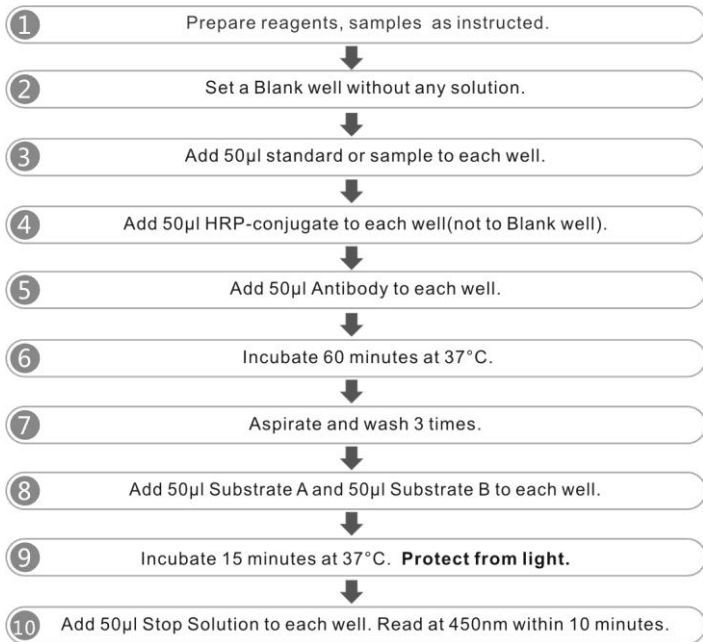 1 Prepare reagents, samples as instructed.
2 Set a Blank well without any solution.
3 Add 50µl standard or sample to each well.
4 Add 50µl HRP-conjugate to each well(not to Blank well).
5 Add 50µl Antibody to each well.
6 Incubate 60 minutes at 37°C.
7 Aspirate and wash 3 times.
8 Add 50µl Substrate A and 50µl Substrate B to each well.
9 Incubate 15 minutes at 37°C. Protect from light.
10 Add 50µl Stop Solution to each well. Read at 450nm within 10 minutes.